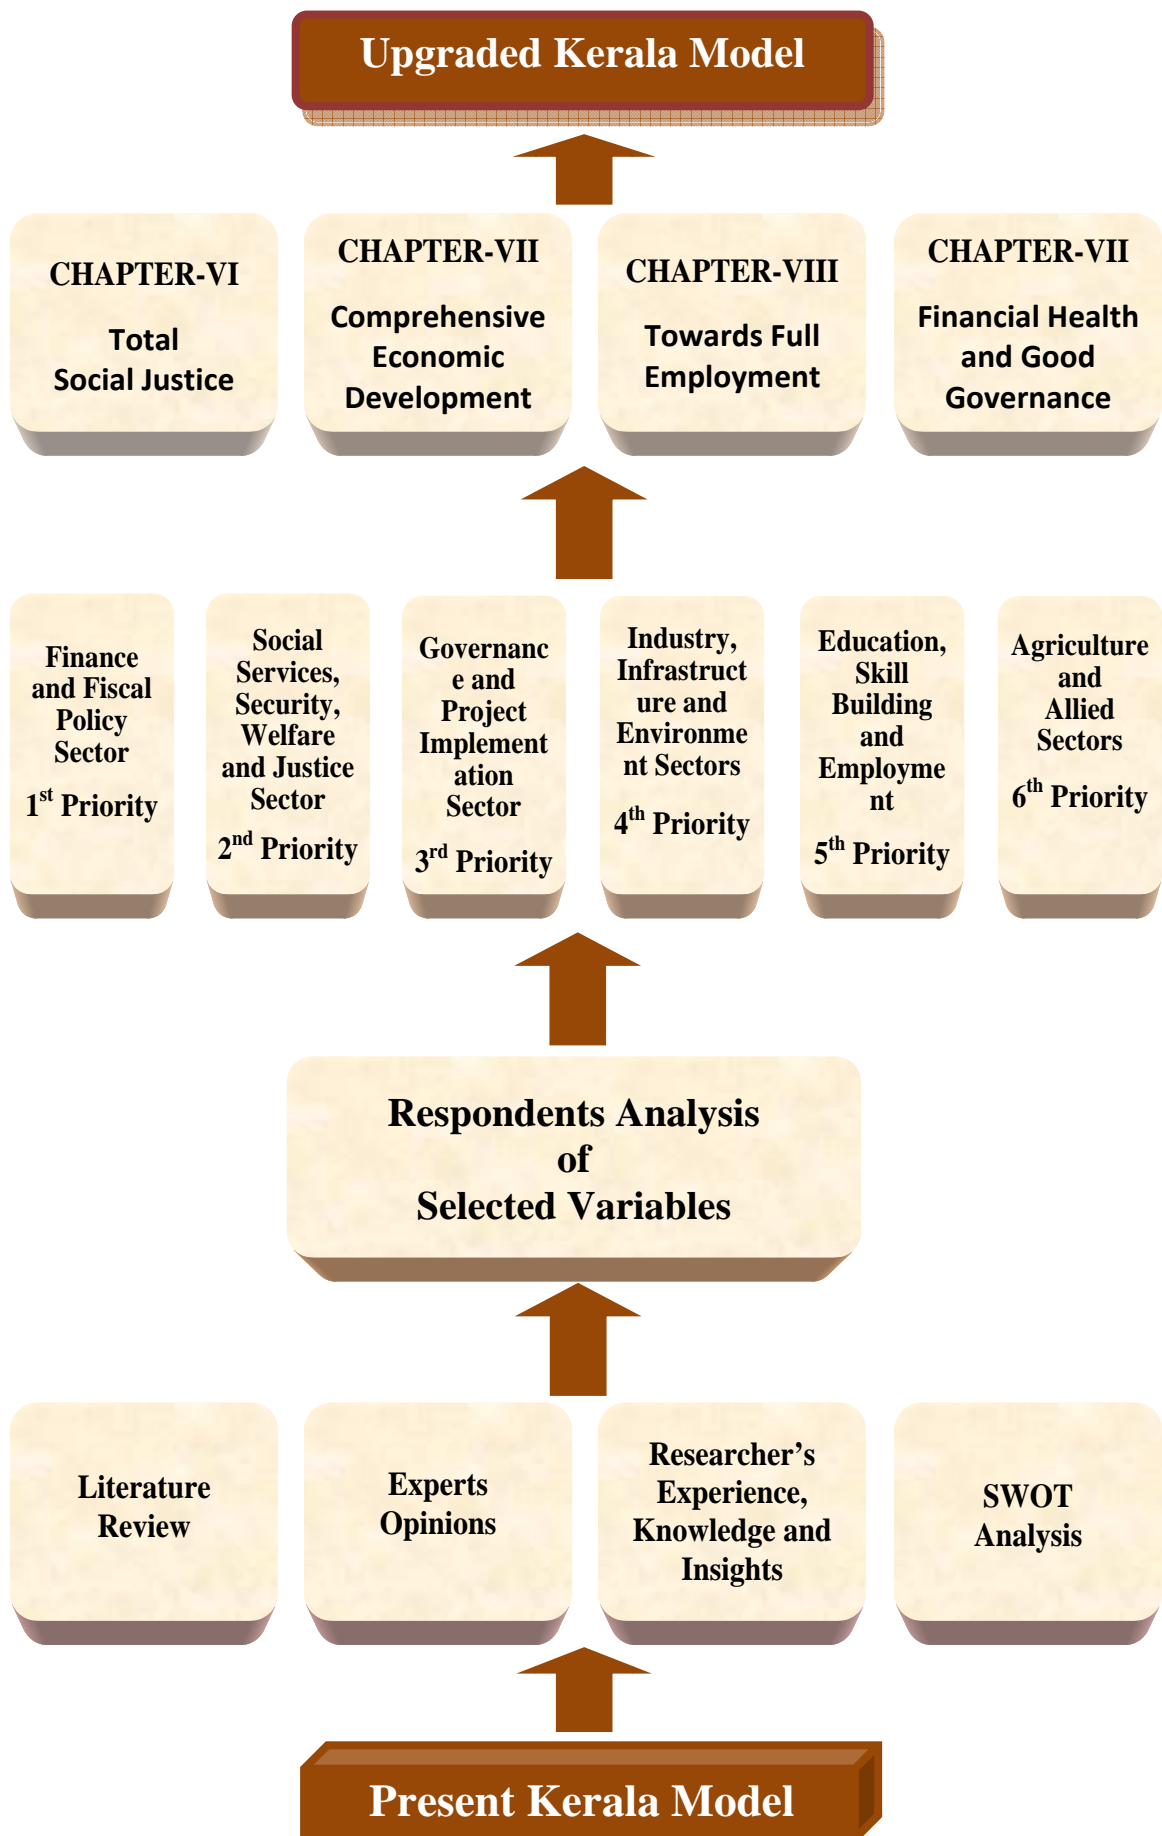 Upgraded Kerala Model
CHAPTER-VI
Total
Social Justice
CHAPTER-VII
Comprehensive
Economic
Development
CHAPTER-VIII
Towards Full
Employment
CHAPTER-VII
Financial Health
and Good
Governance
Finance
and Fiscal
Policy
Sector
1st Priority
Social
Services,
Security,
Welfare
and Justice
Sector
2nd Priority
Governanc
e and
Project
Implement
ation
Sector
3rd Priority
Industry,
Infrastruct
ure and
Environme
nt Sectors
4th Priority
Education,
Skill
Building
and
Employme
nt
5th Priority
Agriculture
and
Allied
Sectors
6th Priority
Respondents Analysis
of
Selected Variables
Literature
Review
Experts
Opinions
Researcher’s
Experience,
Knowledge and
Insights
SWOT
Analysis
Present Kerala Model